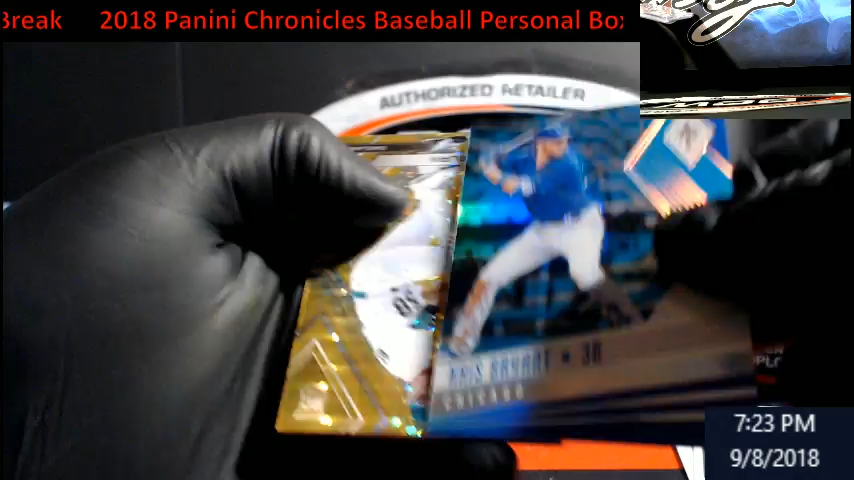 Break 2018 Panini Chronicles Baseball Personal Box
AUTHORIZED RETAILER
KRIS BRYANT ★ 3B
CHICAGO
7:23 PM
9/8/2018